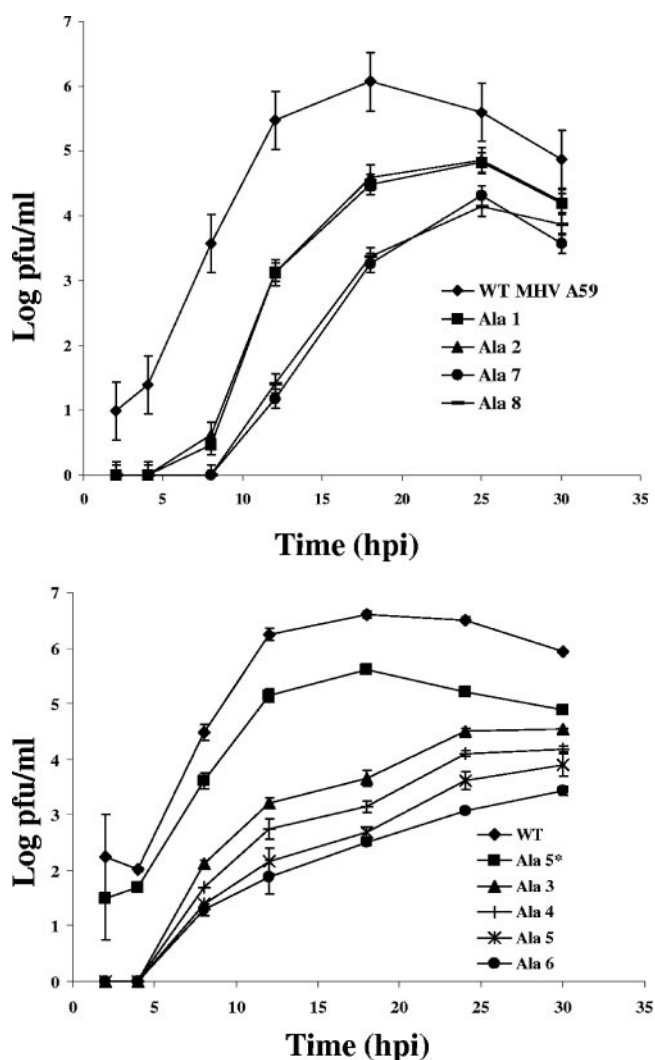 7
6
5
4
3
2
1
0
Log pfu/ml
WT MHV A59
Ala 1
Ala 2
Ala 7
Ala 8
0 5 10 15 20 25 30 35
Time (hpi)
7
6
5
4
3
2
1
0
Log pfu/ml
WT
Ala 5*
Ala 3
Ala 4
Ala 5
Ala 6
0 5 10 15 20 25 30 35
Time (hpi)